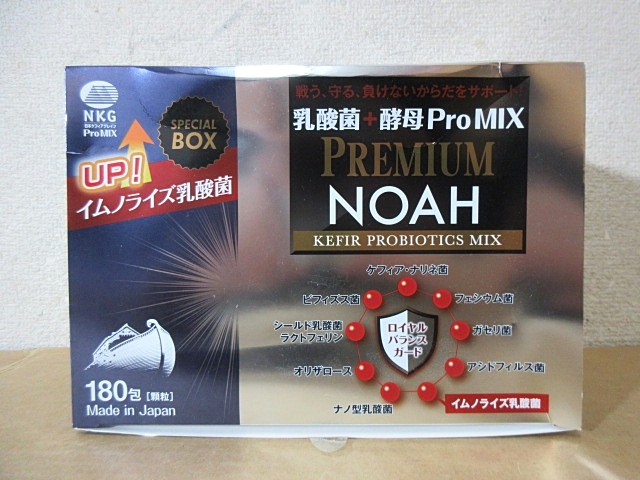 NKG
日本ケフィアグレイン
ProMIX
SPECIAL
BOX
UP!
イムノライズ乳酸菌
180包[顆粒]
Made in Japan
戦う、守る、負けないからだをサポート!
乳酸菌+酵母 Pro MIX
PREMIUM
NOAH
KEFIR PROBIOTICS MIX
ケフィア・ナリネ菌
ビフィズス菌
フェシウム菌
シールド乳酸菌
ラクトフェリン
ロイヤル
バランス
ガード
ガセリ菌
オリザロース
アシドフィルス菌
ナノ型乳酸菌
イムノライズ乳酸菌